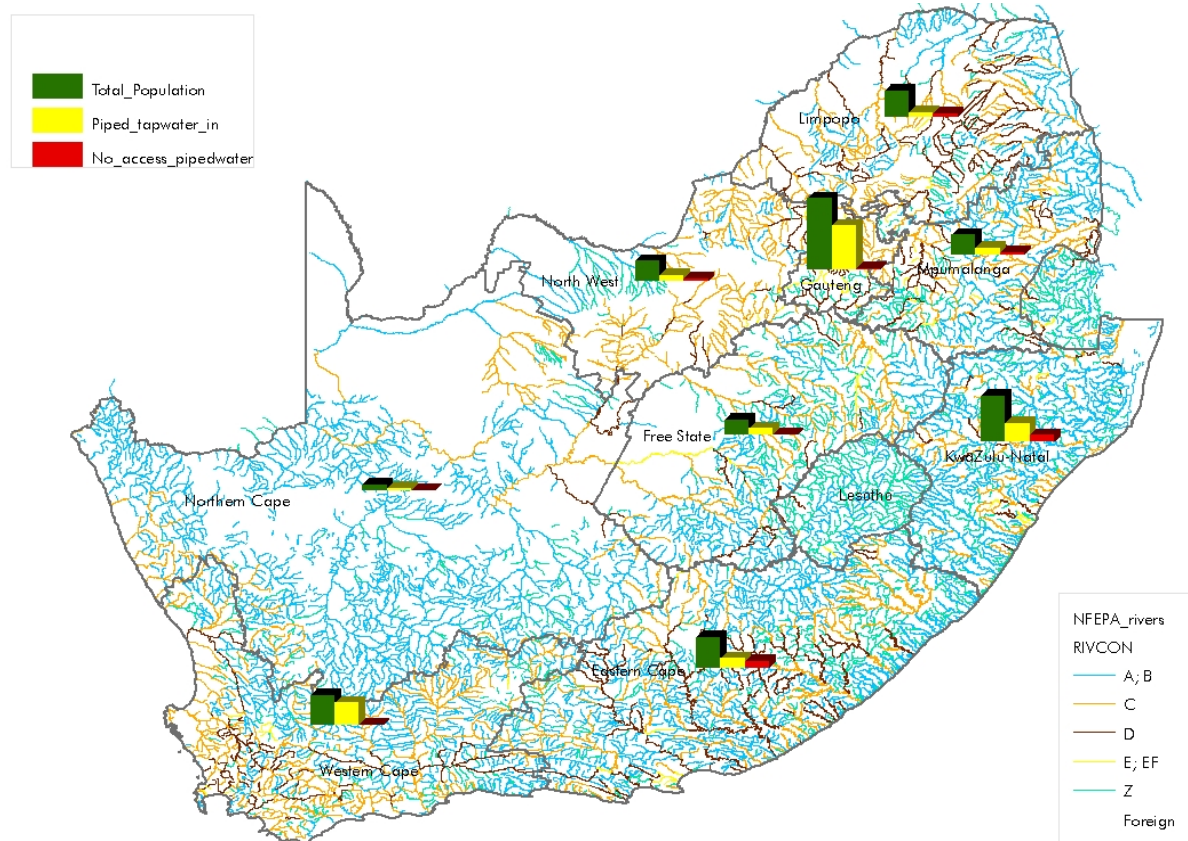 Total_Population
Piped_tapwater_in
No_access_pipedwater
Limpopo
North West
Gauteng
Mpumalanga
Free State
KwaZulu-Natal
Lesotho
Northern Cape
Eastern Cape
Western Cape
NFEPA_rivers
RIVCON
A; B
C
D
E; EF
Z
Foreign